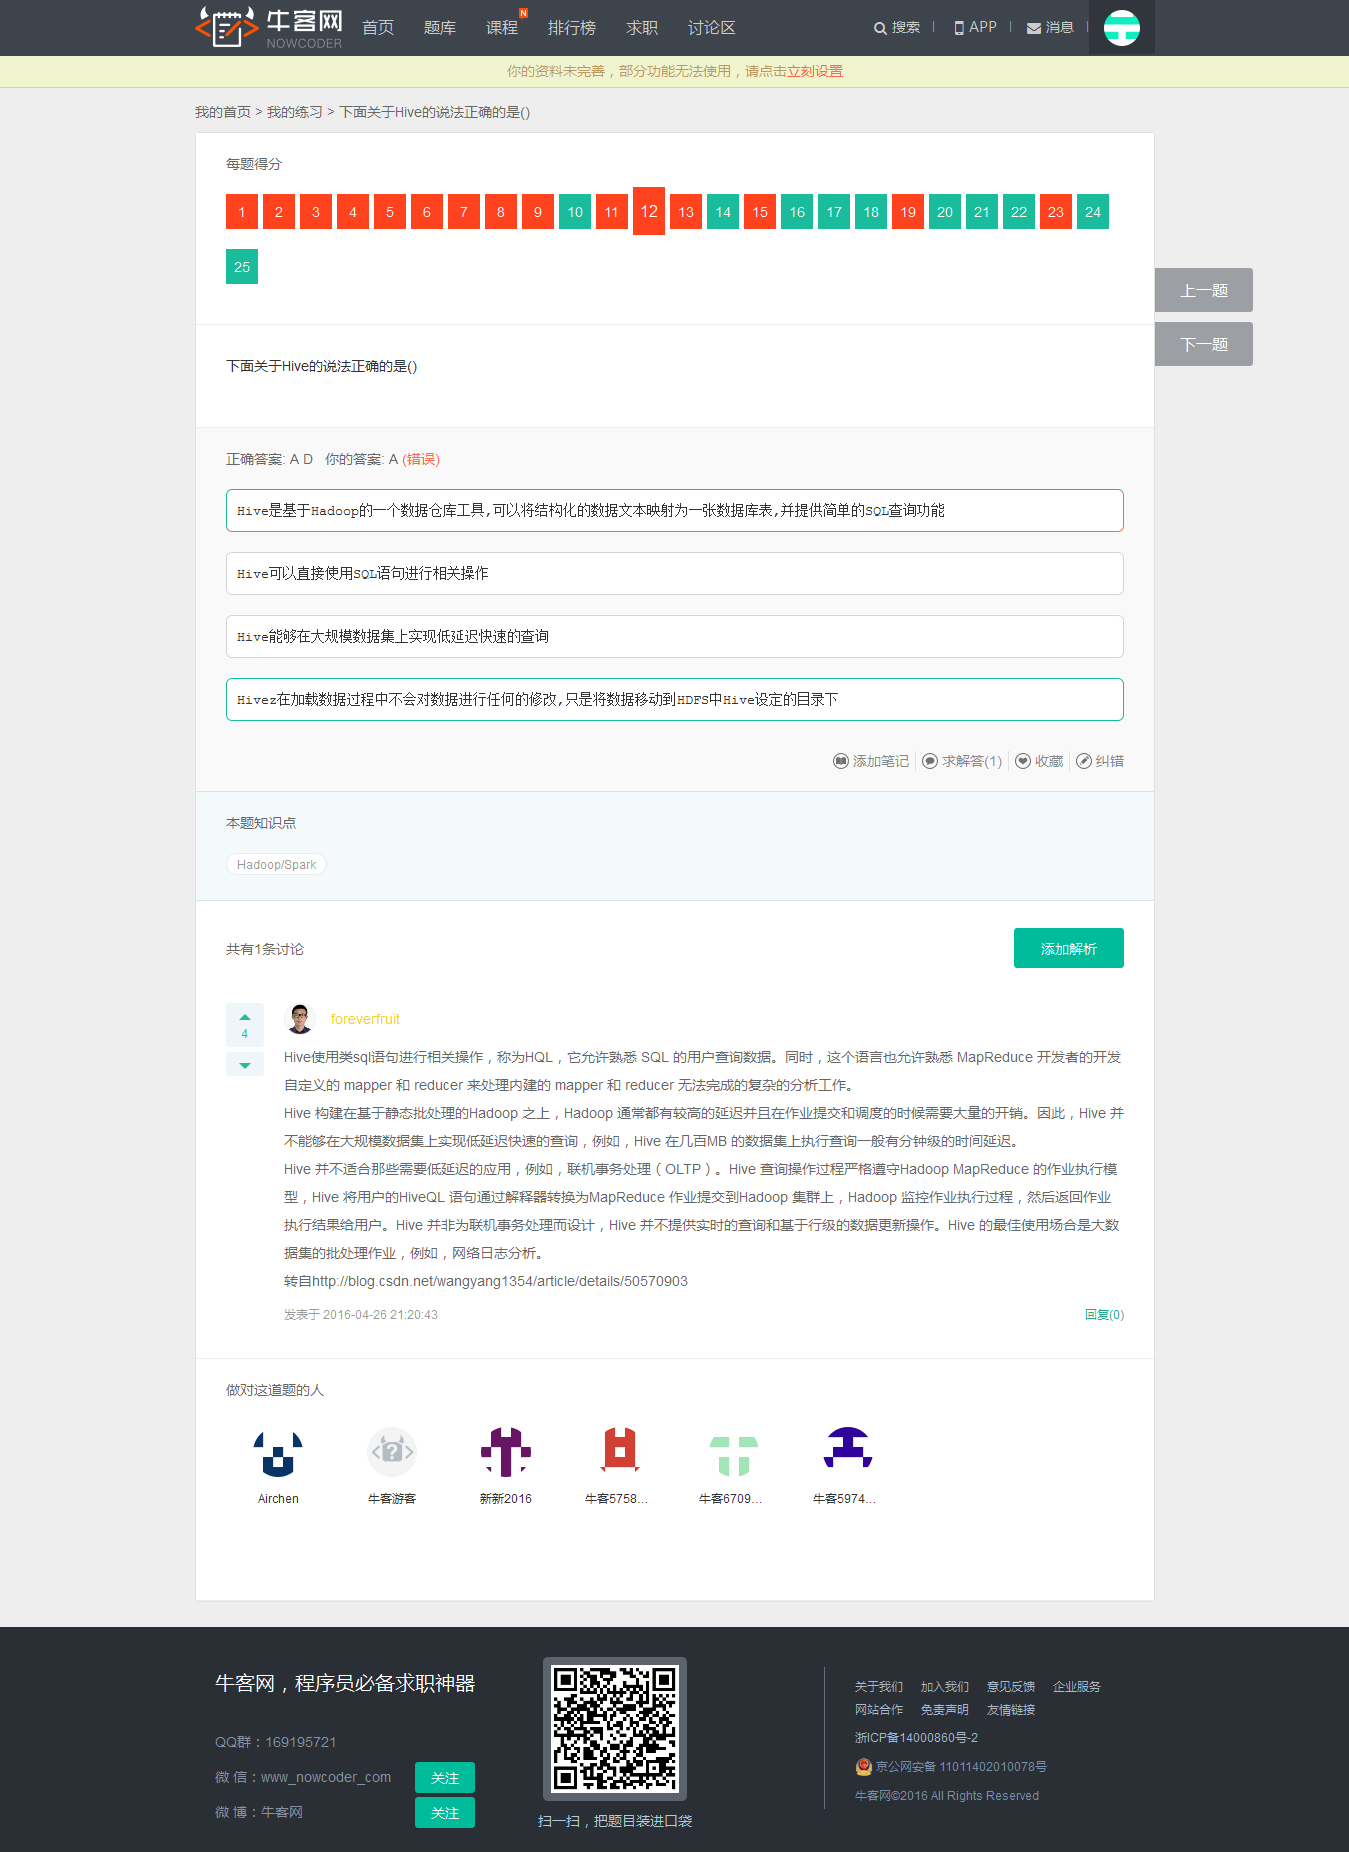 牛客网
NOWCODER
首页 题库 课程 N 排行榜 求职 讨论区 搜索 | APP | 消息 |
你的资料未完善，部分功能无法使用，请点击立刻设置
我的首页 > 我的练习 > 下面关于Hive的说法正确的是()
每题得分
1 2 3 4 5 6 7 8 9 10 11 12 13 14 15 16 17 18 19 20 21 22 23 24
25
上一题
下一题
下面关于Hive的说法正确的是()
正确答案: A D 你的答案: A (错误)
Hive是基于Hadoop的一个数据仓库工具,可以将结构化的数据文本映射为一张数据库表,并提供简单的SQL查询功能
Hive可以直接使用SQL语句进行相关操作
Hive能够在大规模数据集上实现低延迟快速的查询
Hivez在加载数据过程中不会对数据进行任何的修改,只是将数据移动到HDFS中Hive设定的目录下
添加笔记 求解答(1) 收藏 纠错
本题知识点
Hadoop/Spark
共有1条讨论
添加解析
4
foreverfruit
Hive使用类sql语句进行相关操作，称为HQL，它允许熟悉 SQL 的用户查询数据。同时，这个语言也允许熟悉 MapReduce 开发者的开发
自定义的 mapper 和 reducer 来处理内建的 mapper 和 reducer 无法完成的复杂的分析工作。
Hive 构建在基于静态批处理的Hadoop 之上，Hadoop 通常都有较高的延迟并且在作业提交和调度的时候需要大量的开销。因此，Hive 并
不能够在大规模数据集上实现低延迟快速的查询，例如，Hive 在几百MB 的数据集上执行查询一般有分钟级的时间延迟。
Hive 并不适合那些需要低延迟的应用，例如，联机事务处理（OLTP）。Hive 查询操作过程严格遵守Hadoop MapReduce 的作业执行模
型，Hive 将用户的HiveQL 语句通过解释器转换为MapReduce 作业提交到Hadoop 集群上，Hadoop 监控作业执行过程，然后返回作业
执行结果给用户。Hive 并非为联机事务处理而设计，Hive 并不提供实时的查询和基于行级的数据更新操作。Hive 的最佳使用场合是大数
据集的批处理作业，例如，网络日志分析。
转自http://blog.csdn.net/wangyang1354/article/details/50570903
发表于 2016-04-26 21:20:43
回复(0)
做对这道题的人
Airchen 牛客游客 新新2016 牛客5758... 牛客6709... 牛客5974...
牛客网，程序员必备求职神器
QQ群：169195721
微 信：www_nowcoder_com 关注
微 博：牛客网 关注
扫一扫，把题目装进口袋
关于我们 加入我们 意见反馈 企业服务
网站合作 免责声明 友情链接
浙ICP备14000860号-2
京公网安备 11011402010078号
牛客网©2016 All Rights Reserved